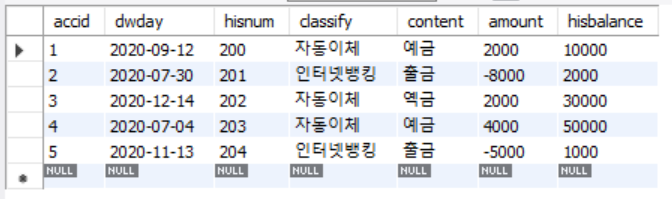 accid dwday hisnum classify content amount hisbalance
1 2020-09-12 200 자동이체 예금 2000 10000
2 2020-07-30 201 인터넷뱅킹 출금 -8000 2000
3 2020-12-14 202 자동이체 역금 2000 30000
4 2020-07-04 203 자동이체 예금 4000 50000
5 2020-11-13 204 인터넷뱅킹 출금 -5000 1000
NULL NULL NULL NULL NULL NULL NULL